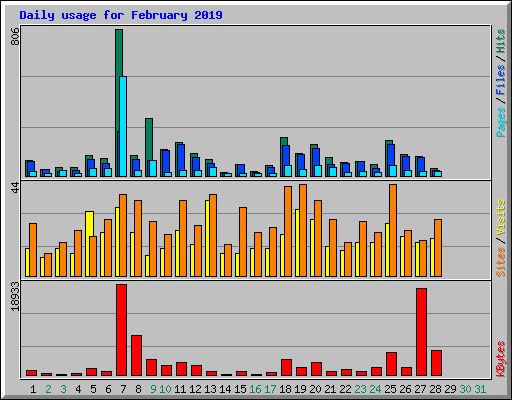 Daily usage for February 2019
806
Pages / Files / Hits
44
Sites / Visits
18933
KBytes
1 2 3 4 5 6 7 8 9 10 11 12 13 14 15 16 17 18 19 20 21 22 23 24 25 26 27 28 29 30 31